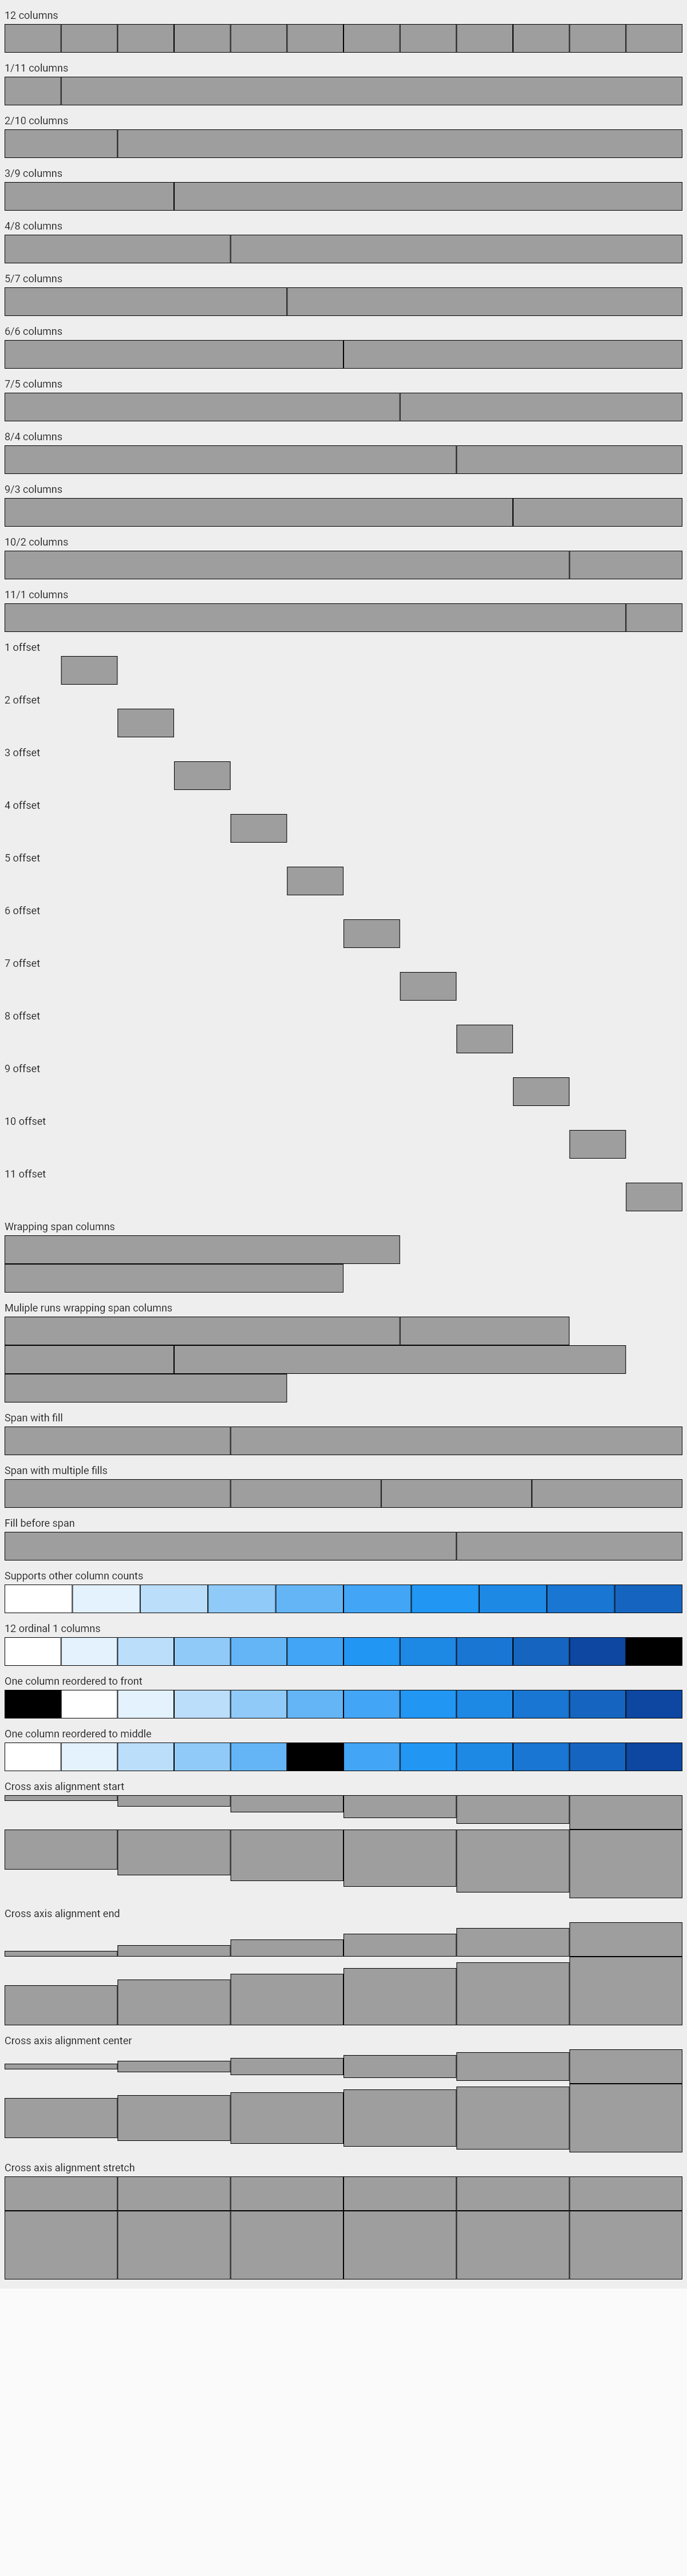 12 columns
1/11 columns
2/10 columns
3/9 columns
4/8 columns
5/7 columns
6/6 columns
7/5 columns
8/4 columns
9/3 columns
10/2 columns
11/1 columns
1 offset
2 offset
3 offset
4 offset
5 offset
6 offset
7 offset
8 offset
9 offset
10 offset
11 offset
Wrapping span columns
Muliple runs wrapping span columns
Span with fill
Span with multiple fills
Fill before span
Supports other column counts
12 ordinal 1 columns
One column reordered to front
One column reordered to middle
Cross axis alignment start
Cross axis alignment end
Cross axis alignment center
Cross axis alignment stretch